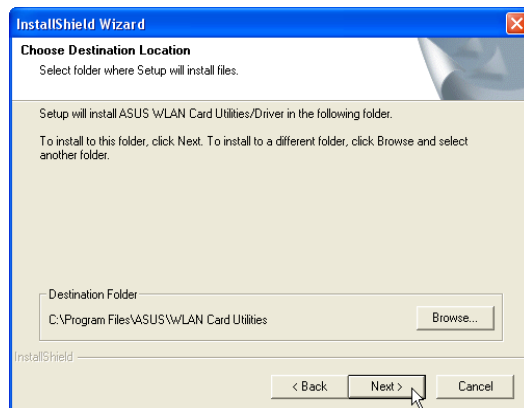 InstallShield Wizard
Choose Destination Location
Select folder where Setup will install files.
Setup will install ASUS WLAN Card Utilities/Driver in the following folder.
To install to this folder, click Next. To install to a different folder, click Browse and select
another folder.
Destination Folder
C:\Program Files\ASUS\WLAN Card Utilities
Browse...
InstallShield
< Back
Next >
Cancel